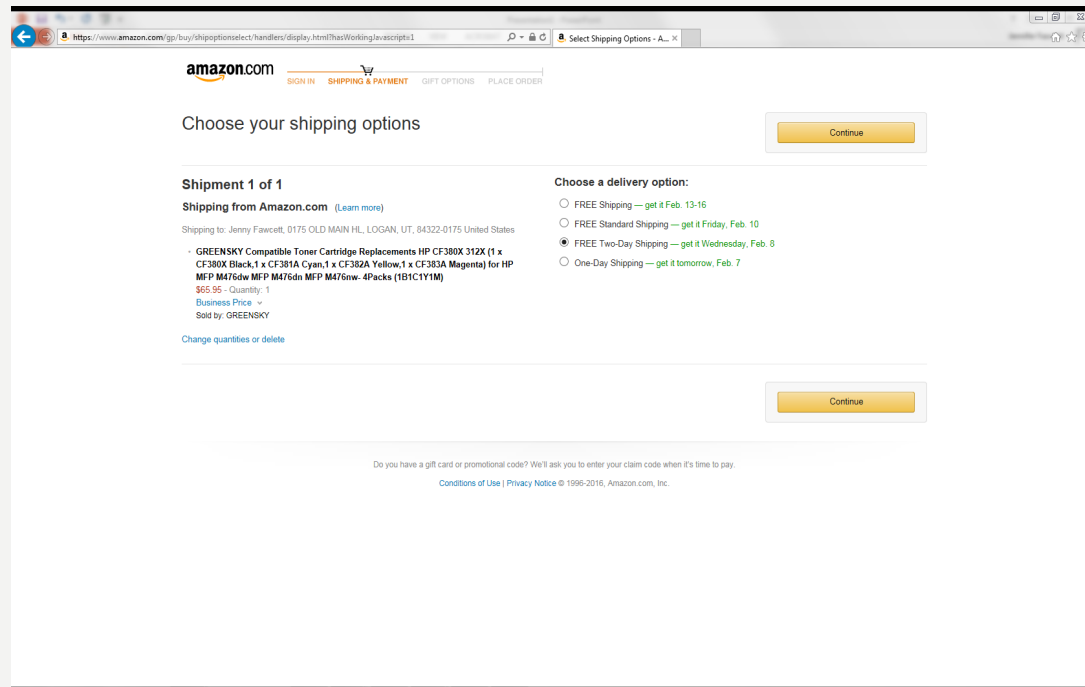 https://www.amazon.com/gp/buy/shipoptionselect/handlers/display.html?hasWorkingJavascript=1
Select Shipping Options - A...
amazon.com
SIGN IN SHIPPING & PAYMENT GIFT OPTIONS PLACE ORDER
Choose your shipping options
Continue
Shipment 1 of 1
Shipping from Amazon.com (Learn more)
Shipping to: Jenny Fawcett, 0175 OLD MAIN HL, LOGAN, UT, 84322-0175 United States
GREENSKY Compatible Toner Cartridge Replacements HP CF380X 312X (1 x
CF380X Black,1 x CF381A Cyan,1 x CF382A Yellow,1 x CF383A Magenta) for HP
MFP M476dw MFP M476dn MFP M476nw- 4Packs (1B1C1Y1M)
$65.95 - Quantity: 1
Business Price
Sold by: GREENSKY
Change quantities or delete
Choose a delivery option:
FREE Shipping — get it Feb. 13-16
FREE Standard Shipping — get it Friday, Feb. 10
FREE Two-Day Shipping — get it Wednesday, Feb. 8
One-Day Shipping — get it tomorrow, Feb. 7
Continue
Do you have a gift card or promotional code? We'll ask you to enter your claim code when it's time to pay.
Conditions of Use | Privacy Notice © 1996-2016, Amazon.com, Inc.